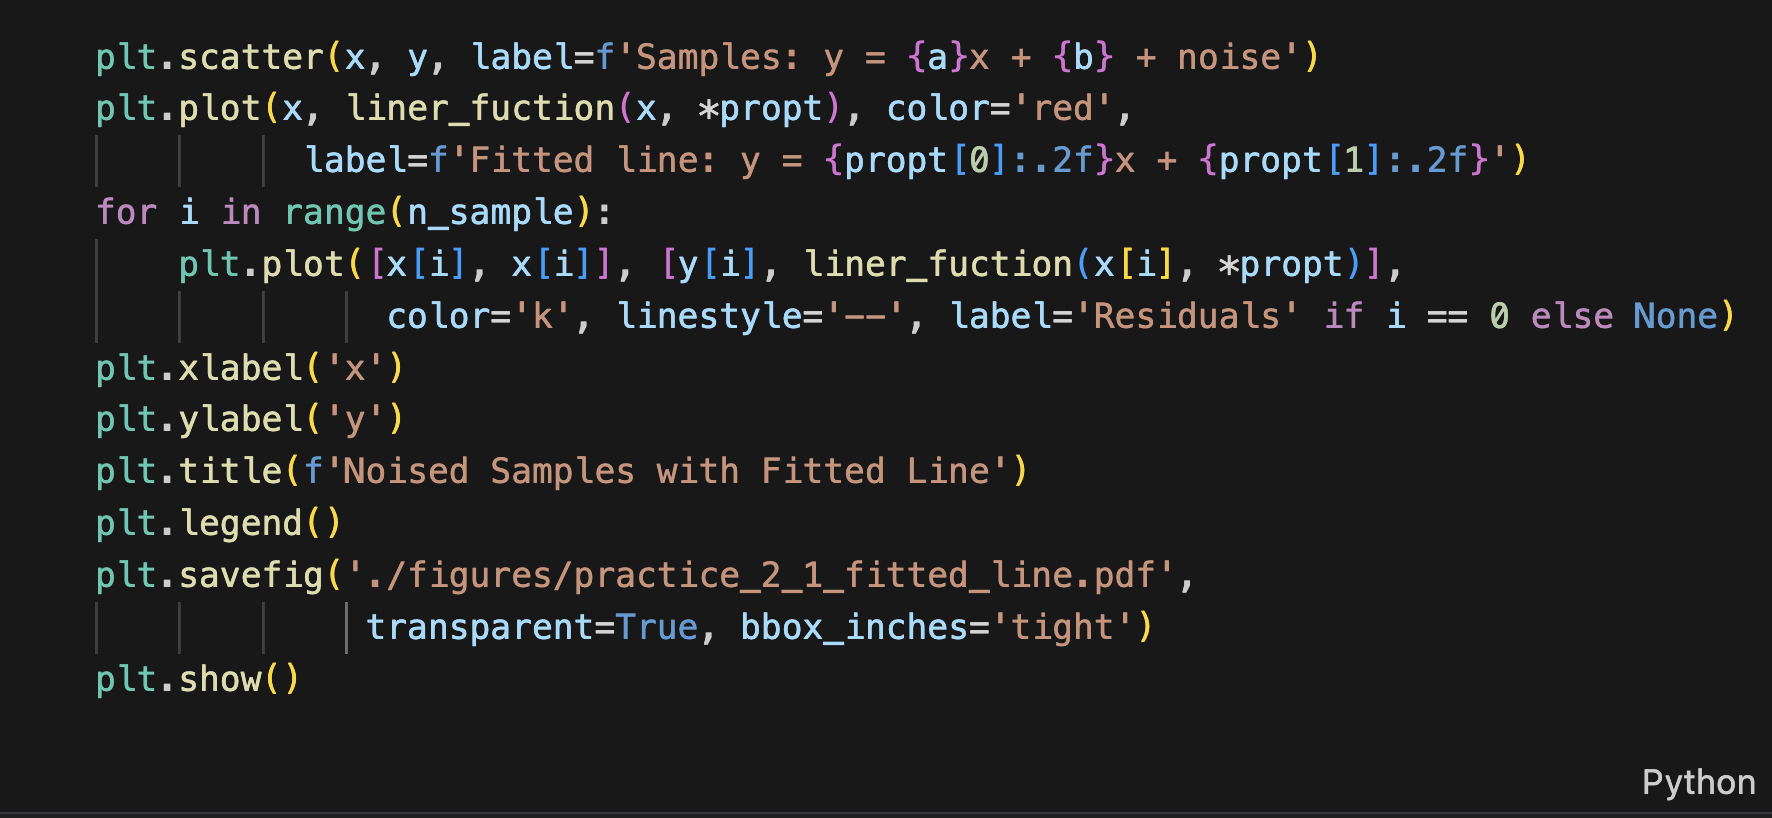 plt.scatter(x, y, label=f'Samples: y = {a}x + {b} + noise')
plt.plot(x, liner_fuction(x, *propt), color='red',
label=f'Fitted line: y = {propt[0]:.2f}x + {propt[1]:.2f}')
for i in range(n_sample):
plt.plot([x[i], x[i]], [y[i], liner_fuction(x[i], *propt)],
color='k', linestyle='--', label='Residuals' if i == 0 else None)
plt.xlabel('x')
plt.ylabel('y')
plt.title(f'Noised Samples with Fitted Line')
plt.legend()
plt.savefig('./figures/practice_2_1_fitted_line.pdf',
transparent=True, bbox_inches='tight')
plt.show()
Python